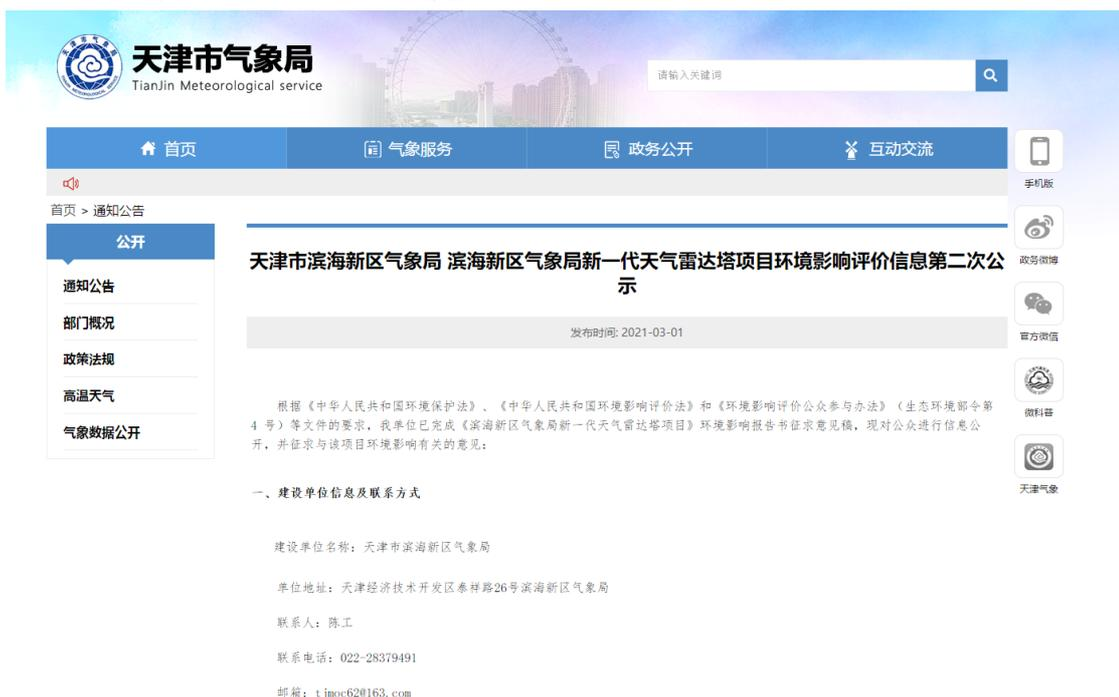 天津市气象局
TianJin Meteorological service
请输入关键词
首页
气象服务
政务公开
互动交流
手机版
首页 > 通知公告
公开
通知公告
部门概况
政策法规
高温天气
气象数据公开
天津市滨海新区气象局 滨海新区气象局新一代天气雷达塔项目环境影响评价信息第二次公
示
发布时间: 2021-03-01
根据《中华人民共和国环境保护法》、《中华人民共和国环境影响评价法》和《环境影响评价公众参与办法》（生态环境部令第
4 号）等文件的要求，我单位已完成《滨海新区气象局新一代天气雷达塔项目》环境影响报告书征求意见稿，现对公众进行信息公
开，并征求与该项目环境影响有关的意见：
一、建设单位信息及联系方式
建设单位名称：天津市滨海新区气象局
单位地址：天津经济技术开发区泰祥路26号滨海新区气象局
联系人：陈工
联系电话：022-28379491
邮箱：tjmoc62@163.com
政务微博
官方微信
微科普
天津气象